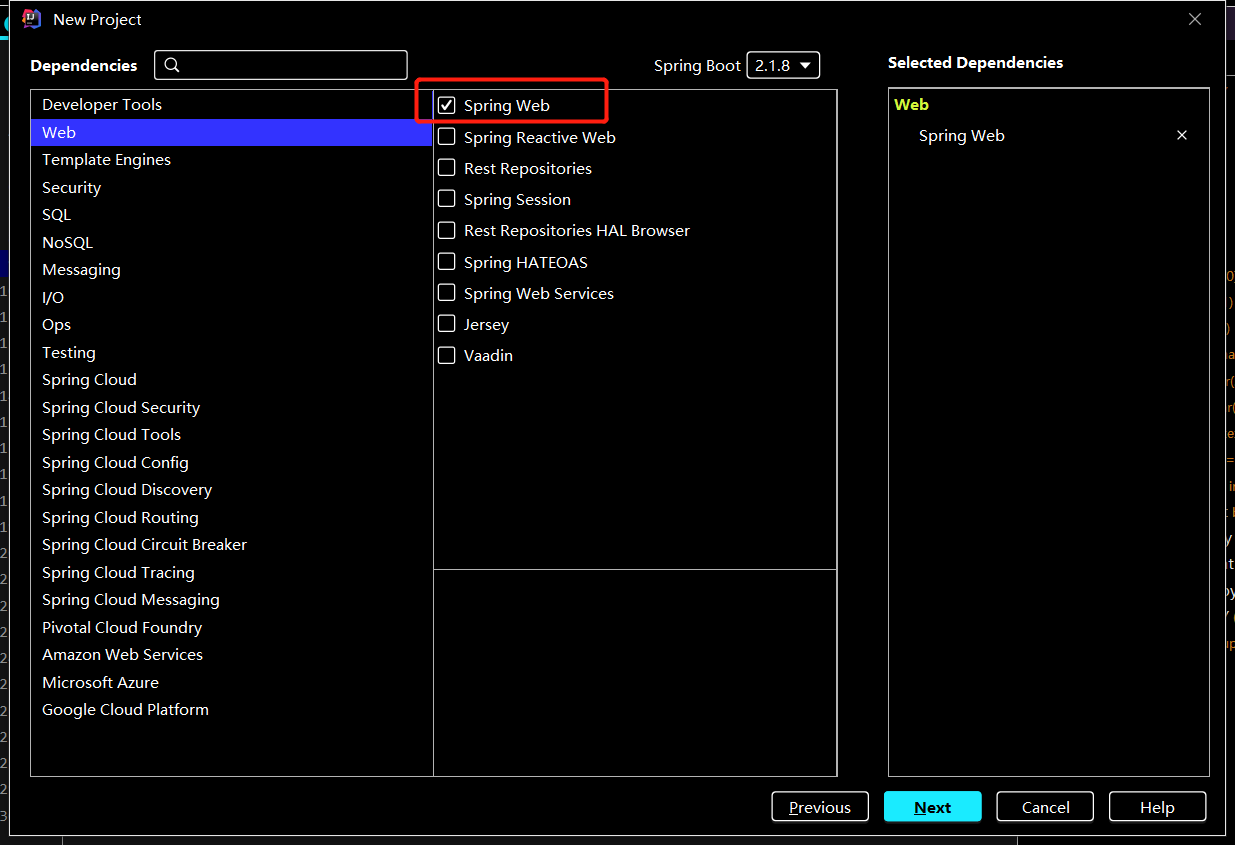 New Project
Dependencies
Spring Boot 2.1.8
Selected Dependencies
Developer Tools
Web
Template Engines
Security
SQL
NoSQL
Messaging
I/O
Ops
Testing
Spring Cloud
Spring Cloud Security
Spring Cloud Tools
Spring Cloud Config
Spring Cloud Discovery
Spring Cloud Routing
Spring Cloud Circuit Breaker
Spring Cloud Tracing
Spring Cloud Messaging
Pivotal Cloud Foundry
Amazon Web Services
Microsoft Azure
Google Cloud Platform
Spring Web
Spring Reactive Web
Rest Repositories
Spring Session
Rest Repositories HAL Browser
Spring HATEOAS
Spring Web Services
Jersey
Vaadin
Web
Spring Web
Previous
Next
Cancel
Help